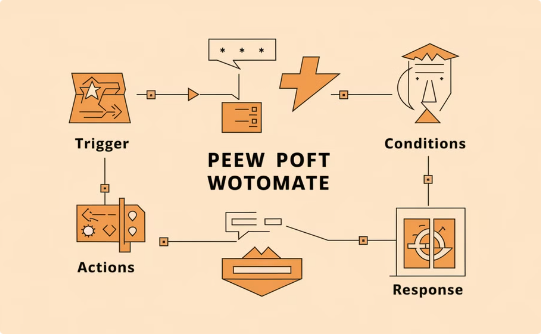 * * *
Trigger
Conditions
PEEW POFT
WOTOMATE
Actions
Response